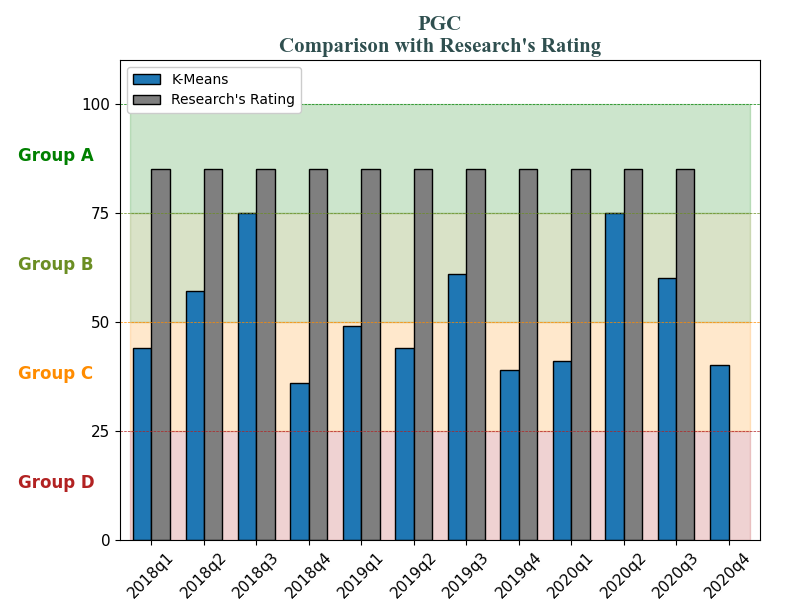 PGC
Comparison with Research's Rating
K-Means
Research's Rating
100
Group A
75
Group B
50
Group C
25
Group D
0
2018q1 2018q2 2018q3 2018q4 2019q1 2019q2 2019q3 2019q4 2020q1 2020q2 2020q3 2020q4